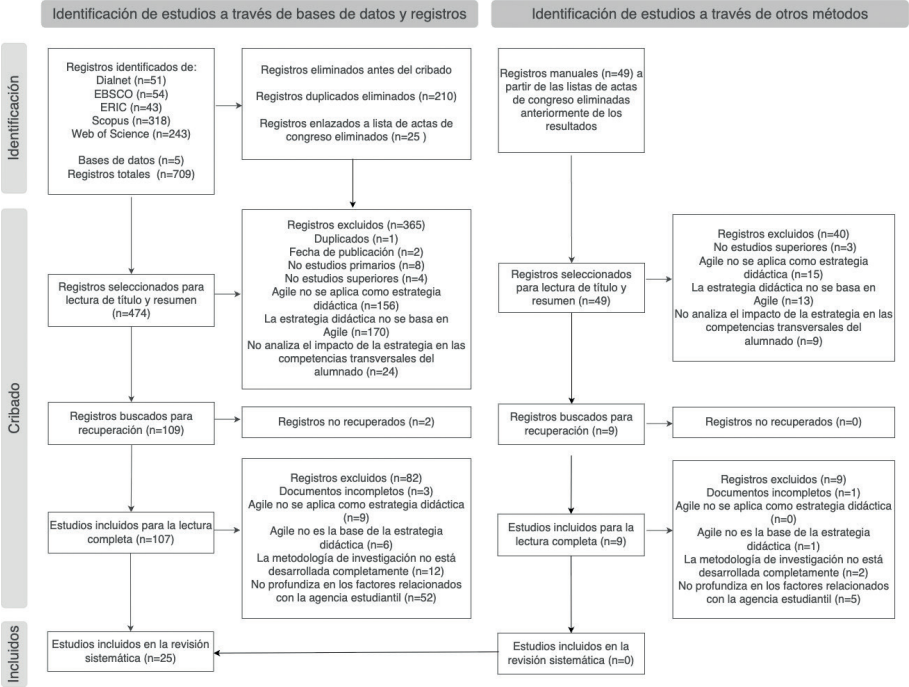 Identificación de estudios a través de bases de datos y registros
Identificación de estudios a través de otros métodos
Identificación
Registros identificados de:
Dialnet (n=51)
EBSCO (n=54)
ERIC (n=43)
Scopus (n=318)
Web of Science (n=243)
Bases de datos (n=5)
Registros totales (n=709)
Registros eliminados antes del cribado
Registros duplicados eliminados (n=210)
Registros enlazados a lista de actas de
congreso eliminados (n=25 )
Registros manuales (n=49) a
partir de las listas de actas
de congreso eliminadas
anteriormente de los
resultados
Cribado
Registros seleccionados para
lectura de título y resumen
(n=474)
Registros excluidos (n=365)
Duplicados (n=1)
Fecha de publicación (n=2)
No estudios primarios (n=8)
No estudios superiores (n=4)
Agile no se aplica como estrategia
didáctica (n=156)
La estrategia didáctica no se basa en
Agile (n=170)
No analiza el impacto de la estrategia en las
competencias transversales del
alumnado (n=24)
Registros seleccionados
para lectura de título y
resumen (n=49)
Registros excluidos (n=40)
No estudios superiores (n=3)
Agile no se aplica como estrategia
didáctica (n=15)
La estrategia didáctica no se basa en
Agile (n=13)
No analiza el impacto de la estrategia en las
competencias transversales del alumnado
(n=9)
Registros buscados para
recuperación (n=109)
Registros no recuperados (n=2)
Registros buscados para
recuperación (n=9)
Registros no recuperados (n=0)
Estudios incluidos para la lectura
completa (n=107)
Registros excluidos (n=82)
Documentos incompletos (n=3)
Agile no se aplica como estrategia didáctica
(n=9)
Agile no es la base de la estrategia
didáctica (n=6)
La metodología de investigación no está
desarrollada completamente (n=12)
No profundiza en los factores relacionados
con la agencia estudiantil (n=52)
Estudios incluidos para la
lectura completa (n=9)
Registros excluidos (n=9)
Documentos incompletos (n=1)
Agile no se aplica como estrategia didáctica
(n=0)
Agile no es la base de la estrategia
didáctica (n=1)
La metodología de investigación no está
desarrollada completamente (n=2)
No profundiza en los factores relacionados
con la agencia estudiantil (n=5)
Incluidos
Estudios incluidos en la revisión
sistemática (n=25)
Estudios incluidos en la
revisión sistemática (n=0)